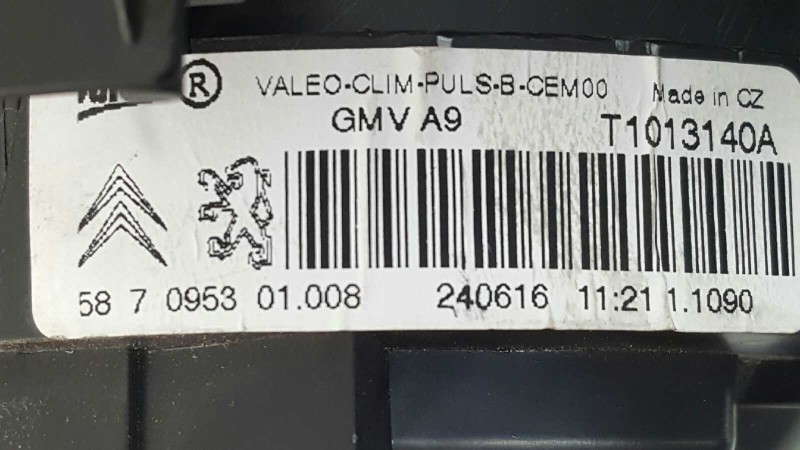 ® VALEO-CLIM-PULS-B-CEM00 Made in CZ
GMV A9 T1013140A
58 7 0953 01.008 240616 11:21 1.1090